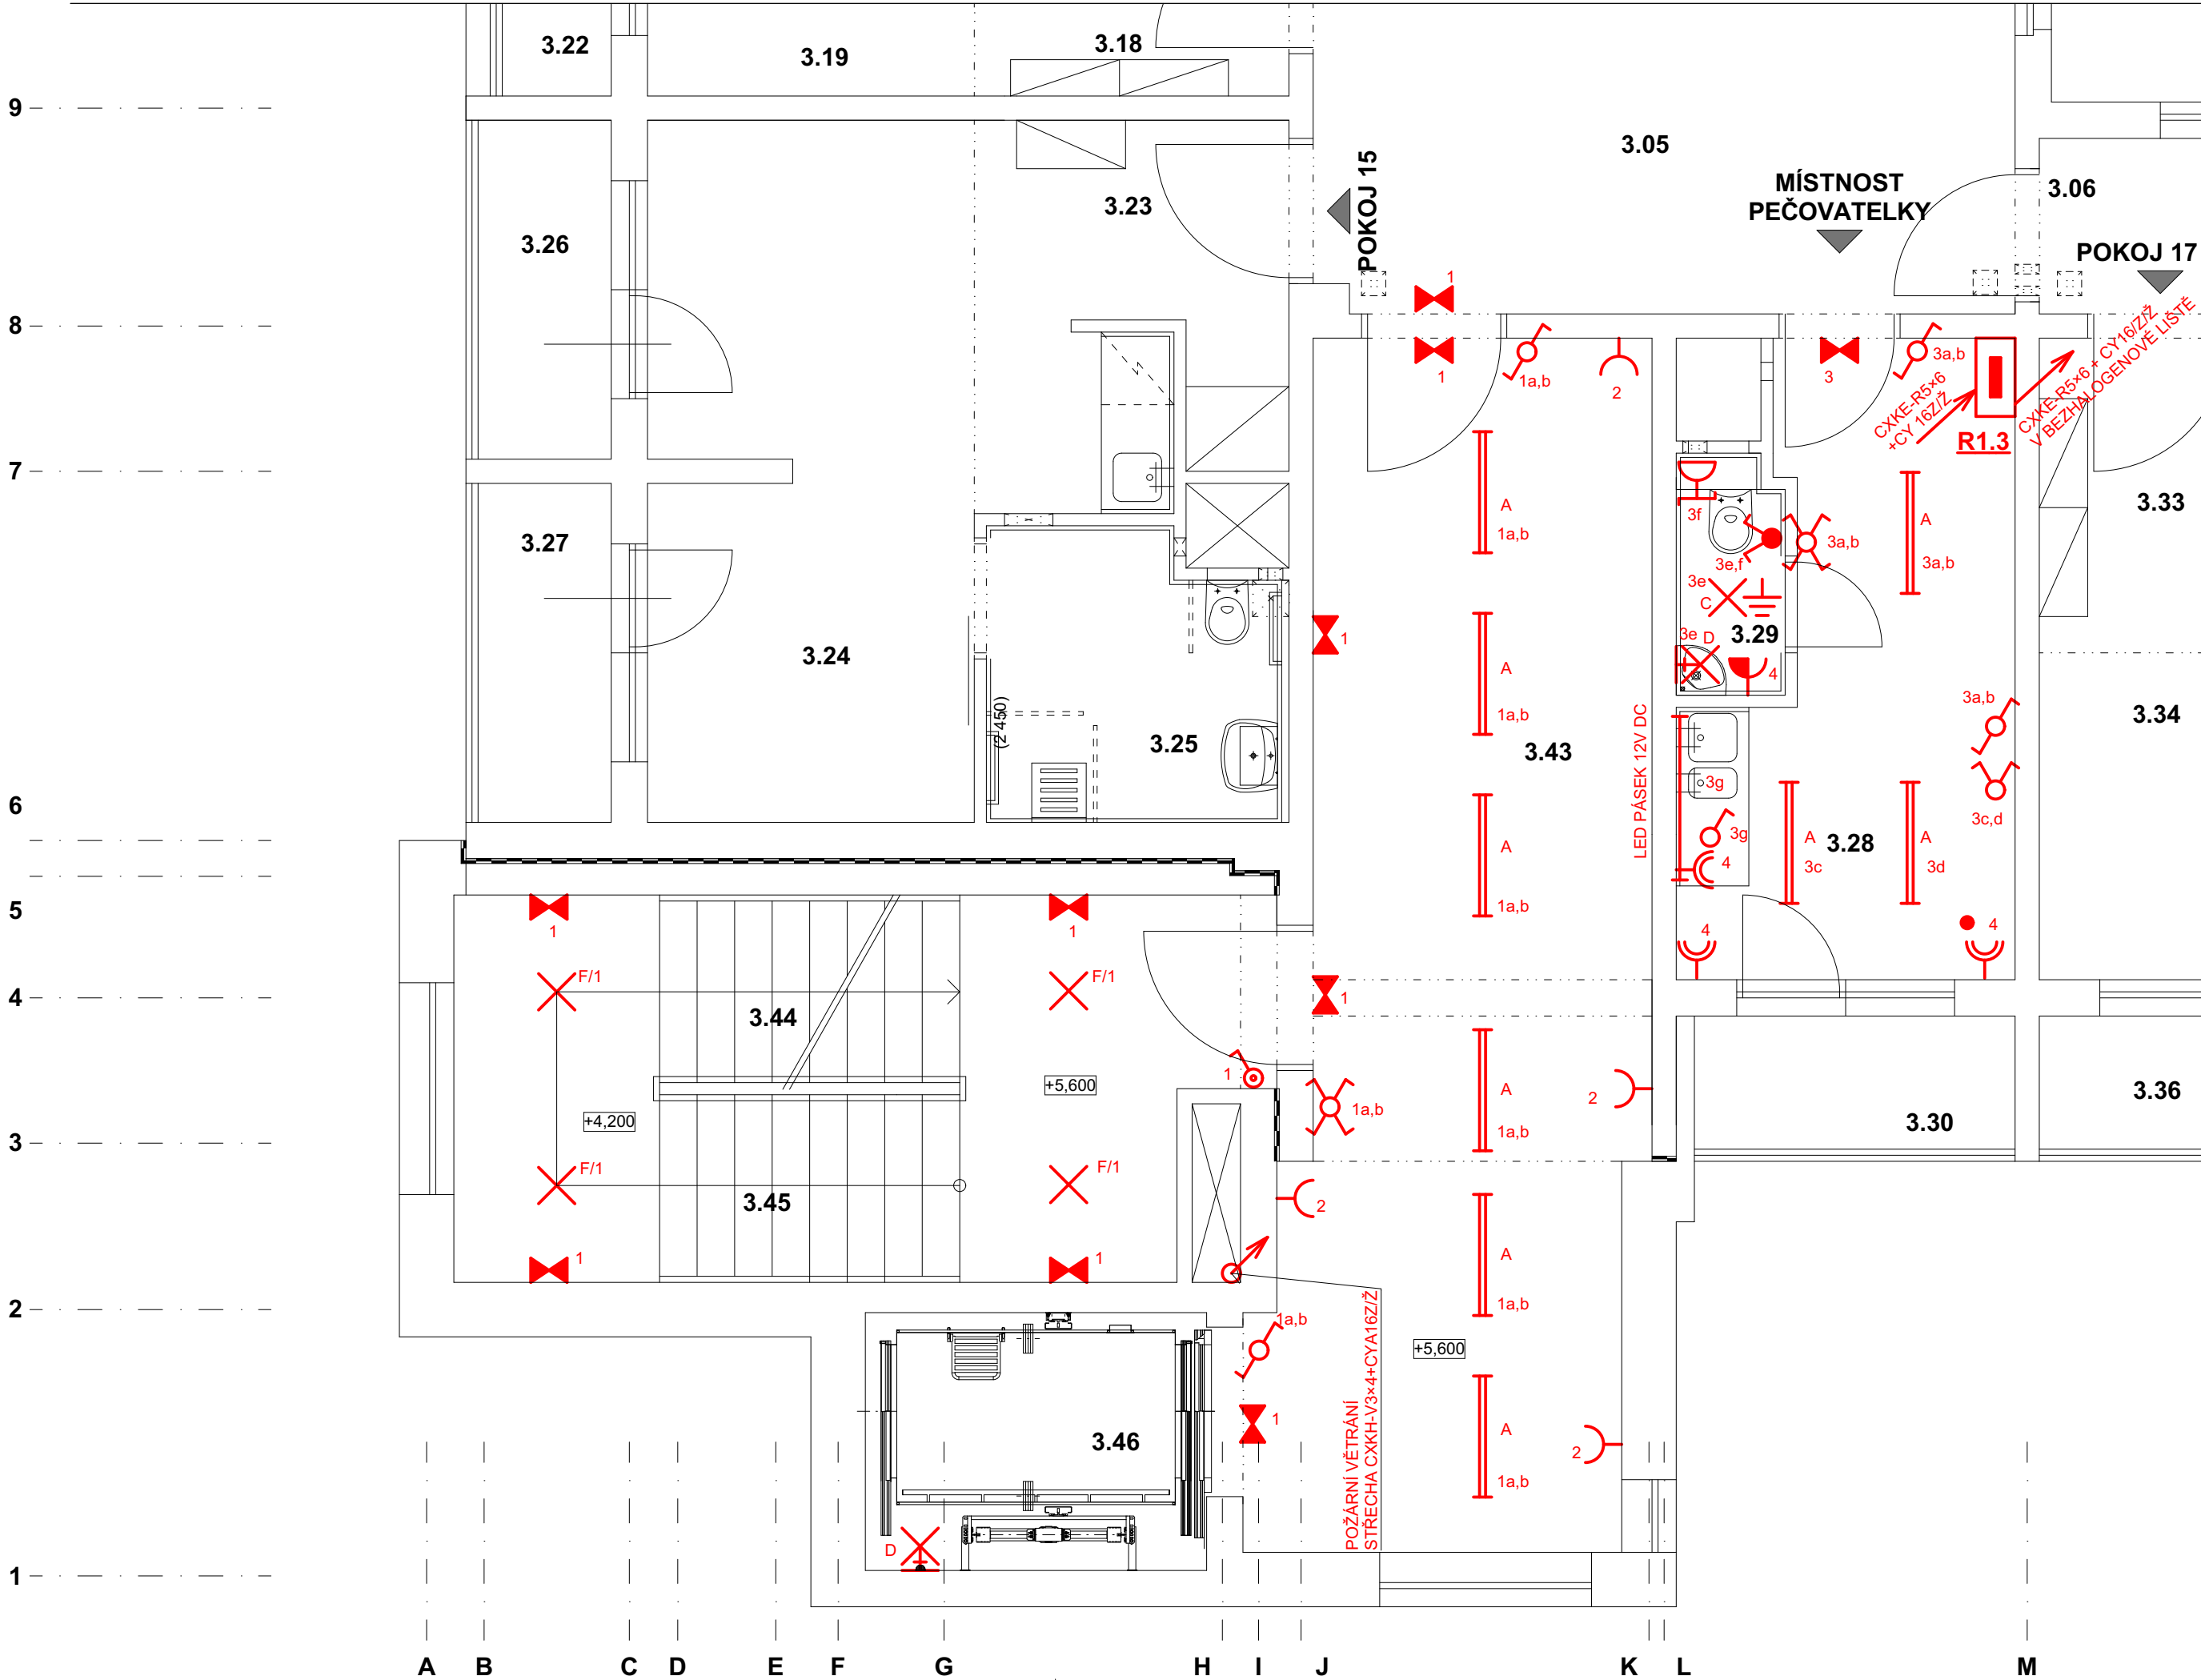 3.22
3.19
3.18
9
3.05
MÍSTNOST
PEČOVATELKY
3.06
POKOJ 15
3.23
3.26
POKOJ 17
1
8
1
1a,b
2
3
3a,b
CXKE-R5×6
+CY 16Z/Ž
CXKE-R5×6 + CY16/Z/Ž
V BEZHALOGENOVÉ LIŠTĚ
R1.3
7
3.27
A
1a,b
3f
3e,f
3a,b
A
3a,b
3.33
3e
C
3.29
3e D
4
3.24
1
A
1a,b
3.25
(2 450)
3.43
LED PÁSEK 12V DC
3a,b
3.34
6
3g
3g
3c,d
A
1a,b
A
3c
3.28
A
3d
4
5
1
1
4
4
F/1
F/1
4
3.44
1
+5,600
1
1a,b
A
1a,b
2
3.36
+4,200
3.30
3
F/1
F/1
3.45
2
1
1
A
1a,b
2
1a,b
POŽÁRNÍ VĚTRÁNÍ
STŘECHA CXKH-V3×4+CYA16Z/Ž
+5,600
3.46
1
A
1a,b
2
D
1
A
B
C
D
E
F
G
H
I
J
K
L
M